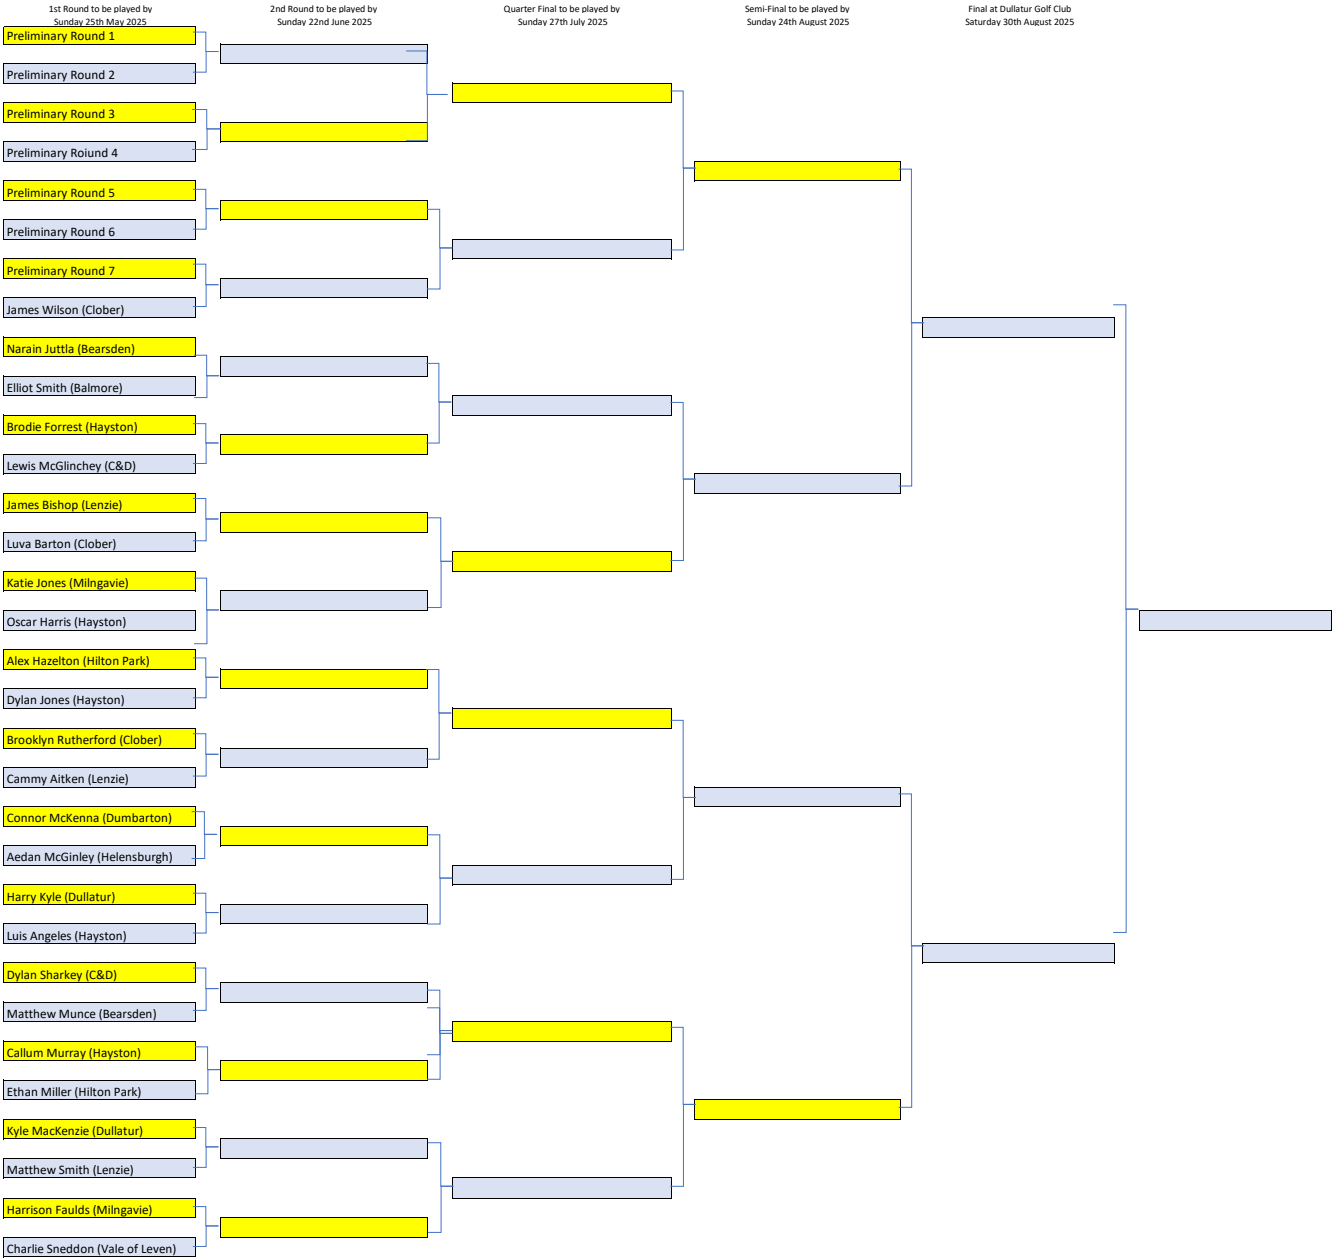 1st Round to be played by
Sunday 25th May 2025
2nd Round to be played by
Sunday 22nd June 2025
Quarter Final to be played by
Sunday 27th July 2025
Semi-Final to be played by
Sunday 24th August 2025
Final at Dullatur Golf Club
Saturday 30th August 2025
Preliminary Round 1
Preliminary Round 2
Preliminary Round 3
Preliminary Roiund 4
Preliminary Round 5
Preliminary Round 6
Preliminary Round 7
James Wilson (Clober)
Narain Juttla (Bearsden)
Elliot Smith (Balmore)
Brodie Forrest (Hayston)
Lewis McGlinchey (C&D)
James Bishop (Lenzie)
Luva Barton (Clober)
Katie Jones (Milngavie)
Oscar Harris (Hayston)
Alex Hazelton (Hilton Park)
Dylan Jones (Hayston)
Brooklyn Rutherford (Clober)
Cammy Aitken (Lenzie)
Connor McKenna (Dumbarton)
Aedan McGinley (Helensburgh)
Harry Kyle (Dullatur)
Luis Angeles (Hayston)
Dylan Sharkey (C&D)
Matthew Munce (Bearsden)
Callum Murray (Hayston)
Ethan Miller (Hilton Park)
Kyle MacKenzie (Dullatur)
Matthew Smith (Lenzie)
Harrison Faulds (Milngavie)
Charlie Sneddon (Vale of Leven)